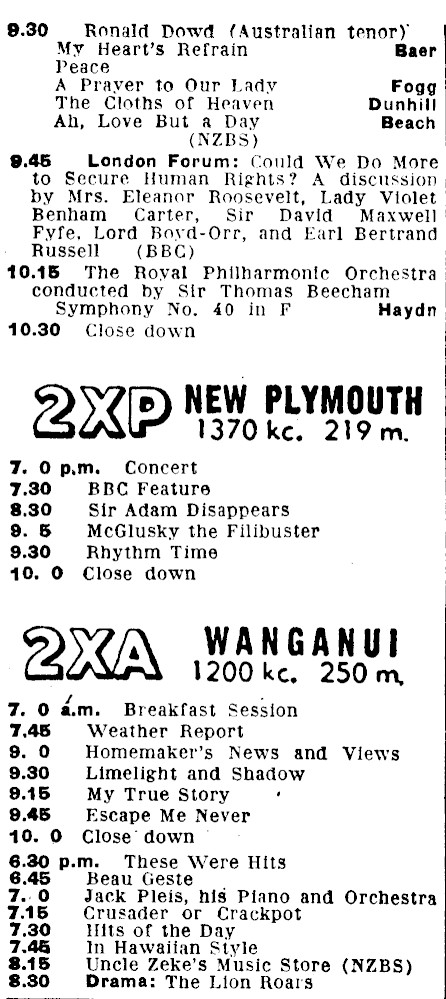 9.30 Ronald Dowd (Australian tenor)
My Heart's Refrain Baer
Peace
A Prayer to Our Lady Fogg
The Cloths of Heaven Dunhill
Ah, Love But a Day Beach
(NZBS)
9.45 London Forum: Could We Do More
to Secure Human Rights? A discussion
by Mrs. Eleanor Roosevelt, Lady Violet
Benham Carter, Sir David Maxwell
Fyfe, Lord Boyd-Orr, and Earl Bertrand
Russell (BBC)
10.15 The Royal Philharmonic Orchestra
conducted by Sir Thomas Beecham
Symphony No. 40 in F Haydn
10.30 Close down
2XP NEW PLYMOUTH
1370 kc. 219 m.
7. 0 p.m. Concert
7.30 BBC Feature
8.30 Sir Adam Disappears
9. 5 McGlusky the Filibuster
9.30 Rhythm Time
10. 0 Close down
2XA WANGANUI
1200 kc. 250 m.
7. 0 a.m. Breakfast Session
7.45 Weather Report
9. 0 Homemaker's News and Views
9.30 Limelight and Shadow
9.15 My True Story
9.45 Escape Me Never
10. 0 Close down
6.30 p.m. These Were Hits
6.45 Beau Geste
7. 0 Jack Pleis, his Piano and Orchestra
7.15 Crusader or Crackpot
7.30 Hits of the Day
7.45 In Hawaiian Style
8.15 Uncle Zeke's Music Store (NZBS)
8.30 Drama: The Lion Roars